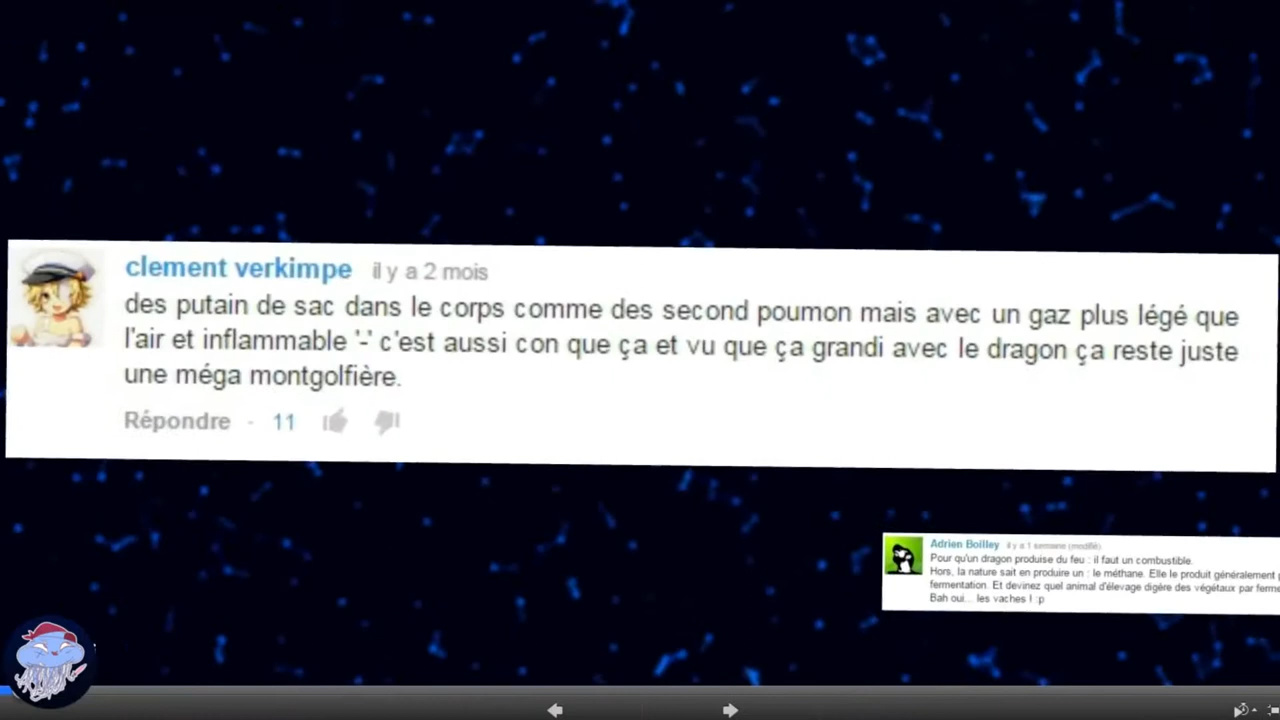 clement verkimpe il y a 2 mois
des putain de sac dans le corps comme des second poumon mais avec un gaz plus légé que
l'air et inflammable '-' c'est aussi con que ça et vu que ça grandi avec le dragon ça reste juste
une méga montgolfière.
Répondre - 11
Adrien Boilley il y a 1 semaine (modifié)
Pour qu'un dragon produise du feu : il faut un combustible.
Hors, la nature sait en produire un : le méthane. Elle le produit généralement
fermentation. Et devinez quel animal d'élevage digère des végétaux par
Bah oui... les vaches ! :p